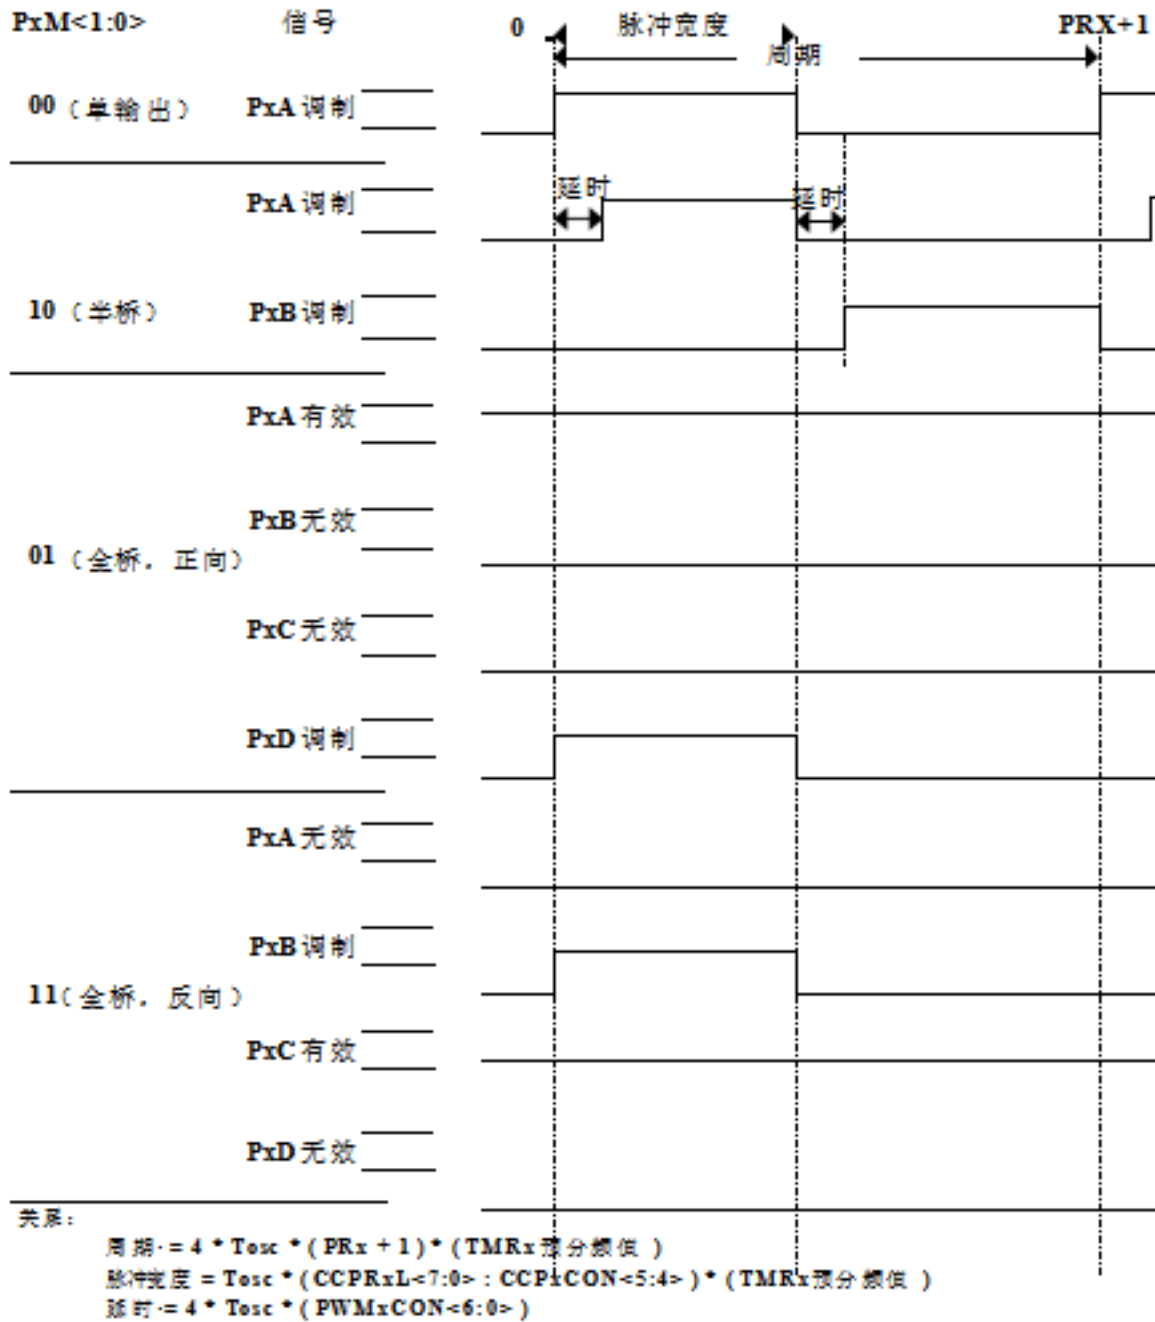 PxM<1:0> 信号 0 脉冲宽度 PRX+1
周期
00（单输出） PxA 调制
PxA 调制 延时 延时
10（半桥） PxB 调制
PxA 有效
PxB 无效
01（全桥，正向）
PxC 无效
PxD 调制
PxA 无效
PxB 调制
11（全桥，反向）
PxC 有效
PxD 无效
关系：
周期 = 4 * Tosc * ( PRx + 1 ) * ( TMRx 预分频值 )
脉冲宽度 = Tosc * ( CCPRxL<7:0> : CCPxCON<5:4> ) * ( TMRx 预分频值 )
延时 = 4 * Tosc * ( PWMxCON<6:0> )